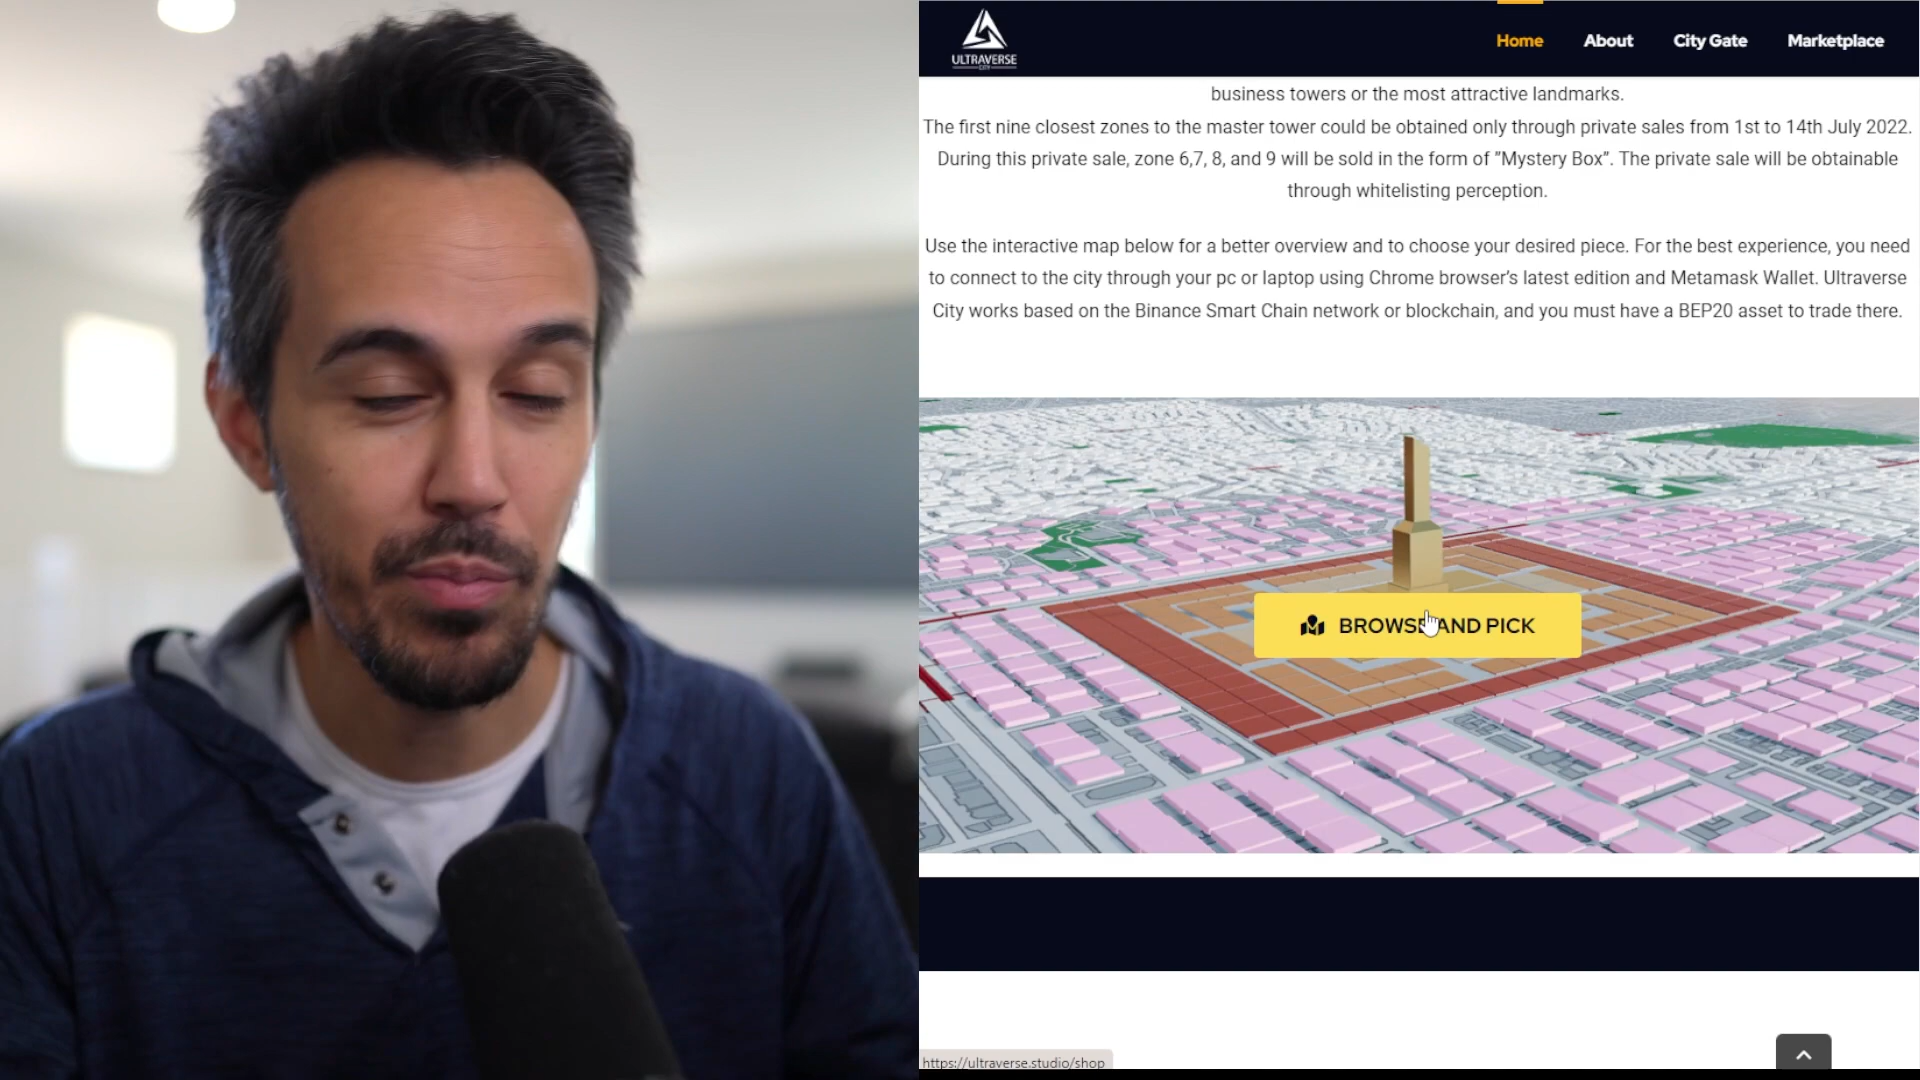 ULTRAVERSE
CITY
Home About City Gate Marketplace
business towers or the most attractive landmarks.
The first nine closest zones to the master tower could be obtained only through private sales from 1st to 14th July 2022.
During this private sale, zone 6,7, 8, and 9 will be sold in the form of "Mystery Box". The private sale will be obtainable
through whitelisting perception.
Use the interactive map below for a better overview and to choose your desired piece. For the best experience, you need
to connect to the city through your pc or laptop using Chrome browser's latest edition and Metamask Wallet. Ultraverse
City works based on the Binance Smart Chain network or blockchain, and you must have a BEP20 asset to trade there.
BROWSE AND PICK
https://ultraverse.studio/shop